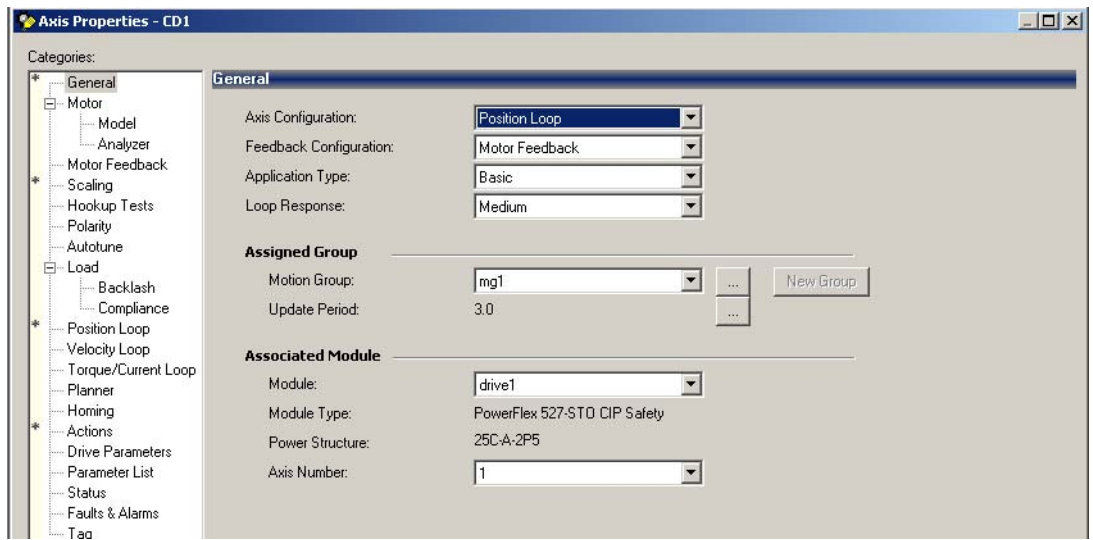 Axis Properties - CD1
Categories:
* General
Motor
Model
Analyzer
Motor Feedback
* Scaling
Hookup Tests
Polarity
Autotune
Load
Backlash
Compliance
* Position Loop
Velocity Loop
Torque/Current Loop
Planner
Homing
* Actions
Drive Parameters
Parameter List
Status
Faults & Alarms
Tag
General
Axis Configuration: Position Loop
Feedback Configuration: Motor Feedback
Application Type: Basic
Loop Response: Medium
Assigned Group
Motion Group: mg1 ... New Group
Update Period: 3.0 ...
Associated Module
Module: drive1
Module Type: PowerFlex 527-STO CIP Safety
Power Structure: 25C-A-2P5
Axis Number: 1